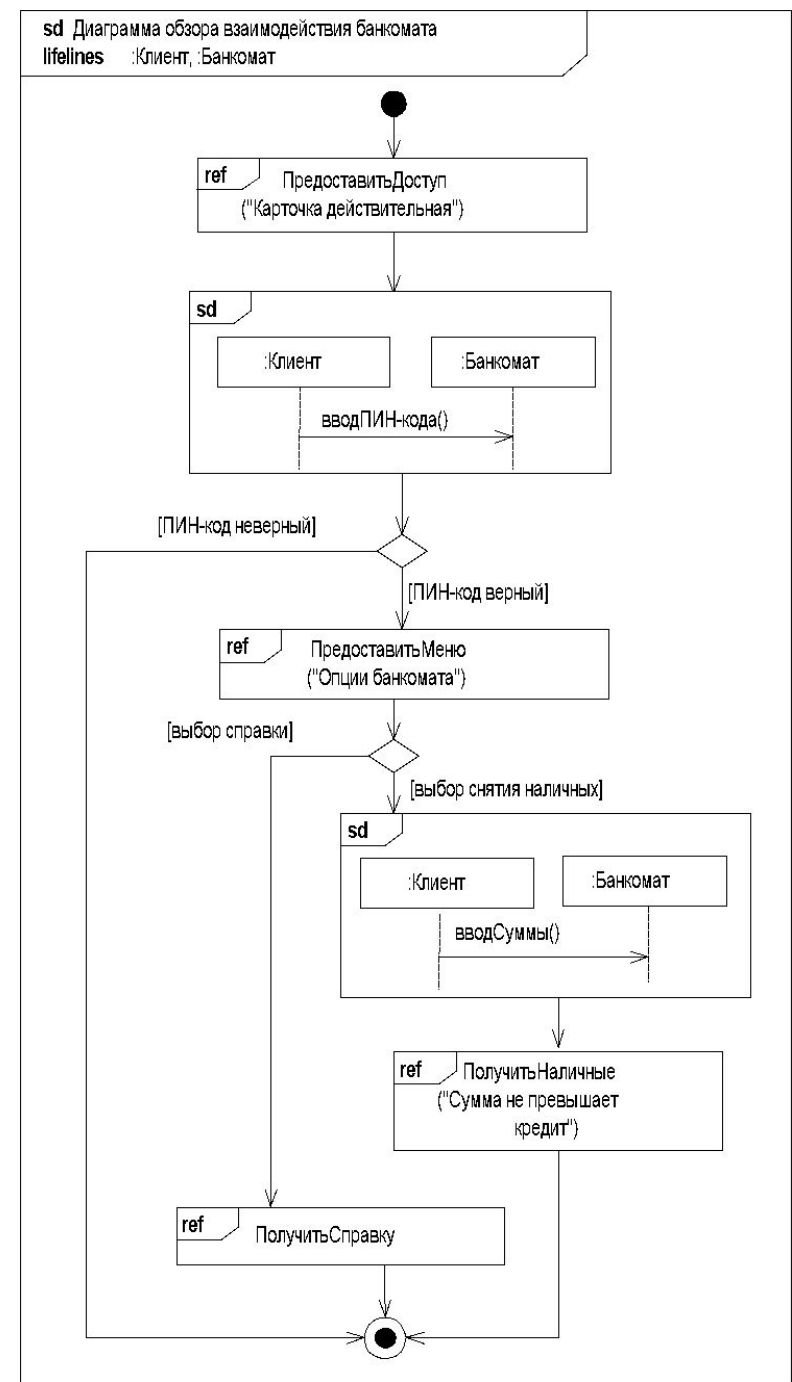 sd Диаграмма обзора взаимодействия банкомата
lifelines :Клиент, :Банкомат
ref ПредоставитьДоступ
("Карточка действительная")
sd
:Клиент :Банкомат
вводПИН-кода()
[ПИН-код неверный]
[ПИН-код верный]
ref ПредоставитьМеню
("Опции банкомата")
[выбор справки]
[выбор снятия наличных]
sd
:Клиент :Банкомат
вводСуммы()
ref ПолучитьНаличные
("Сумма не превышает
кредит")
ref ПолучитьСправку